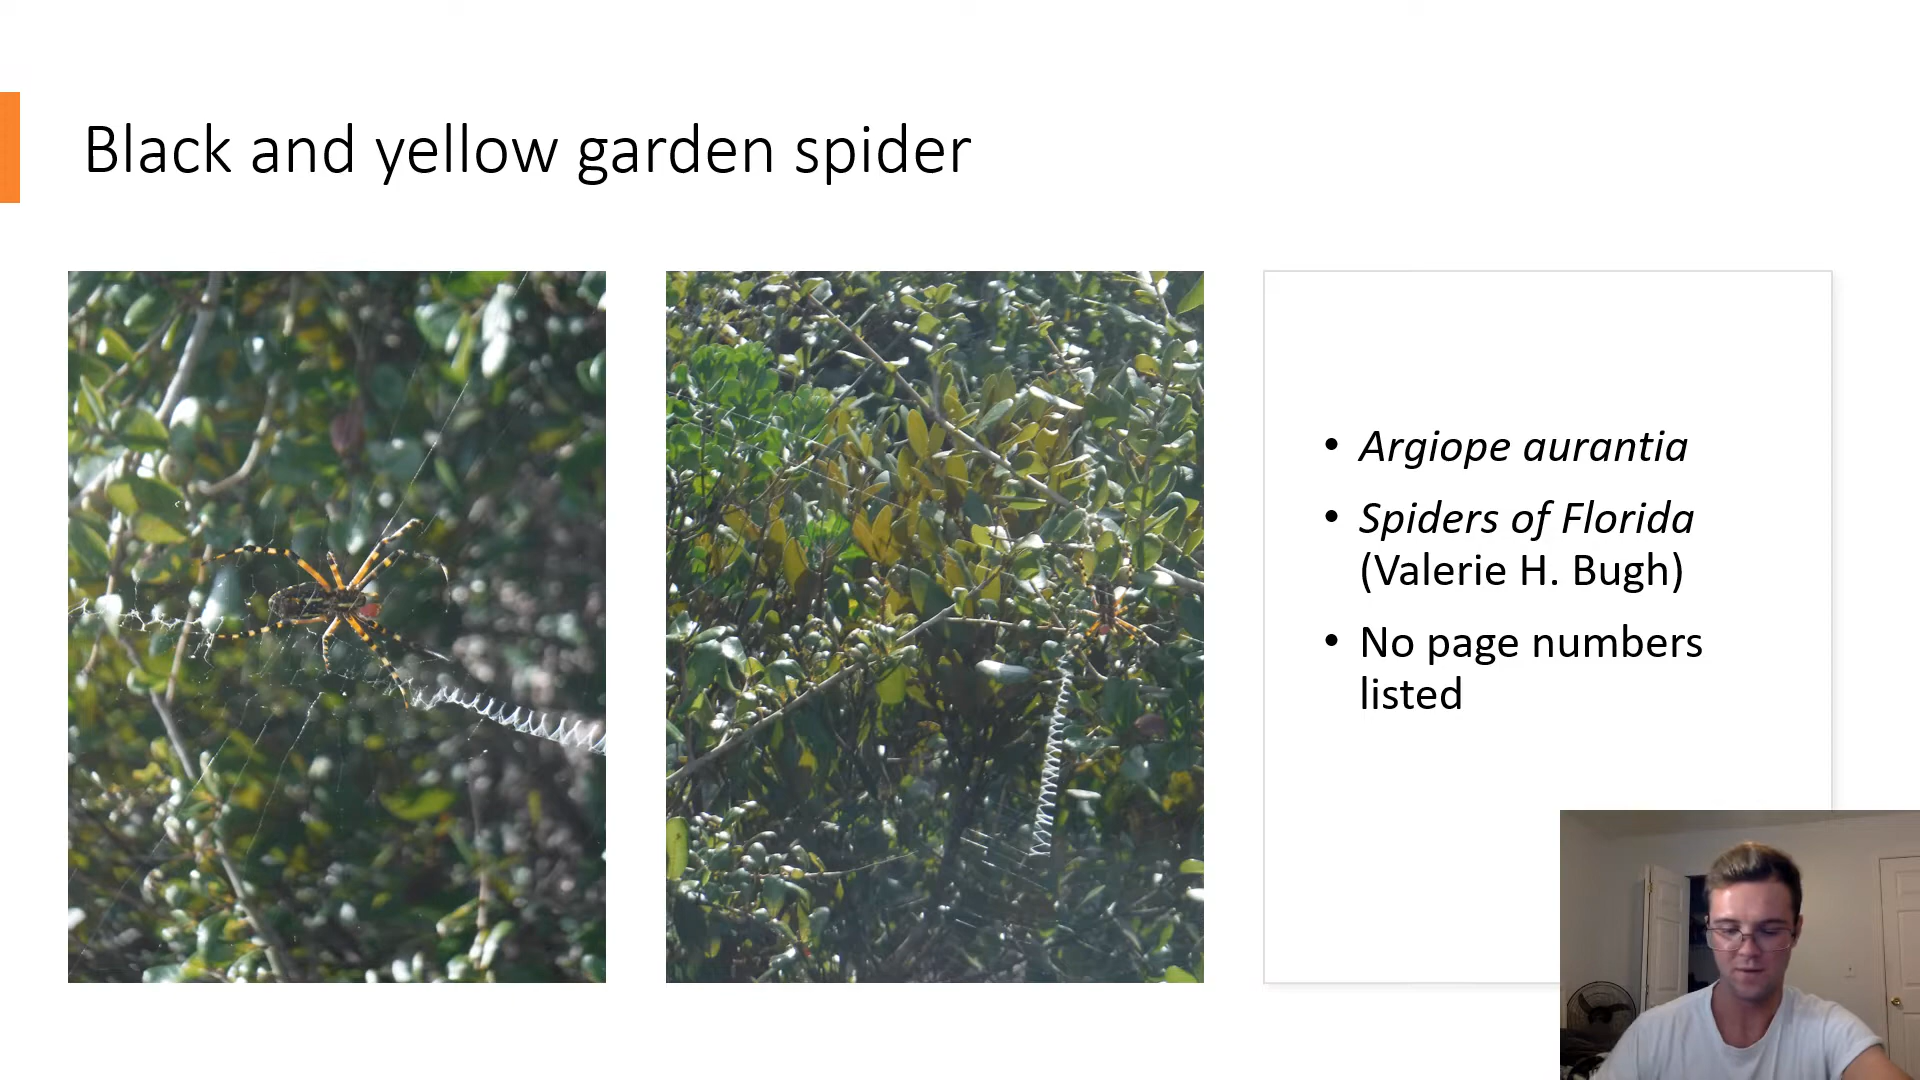 Black and yellow garden spider
• Argiope aurantia
• Spiders of Florida
(Valerie H. Bugh)
• No page numbers
listed